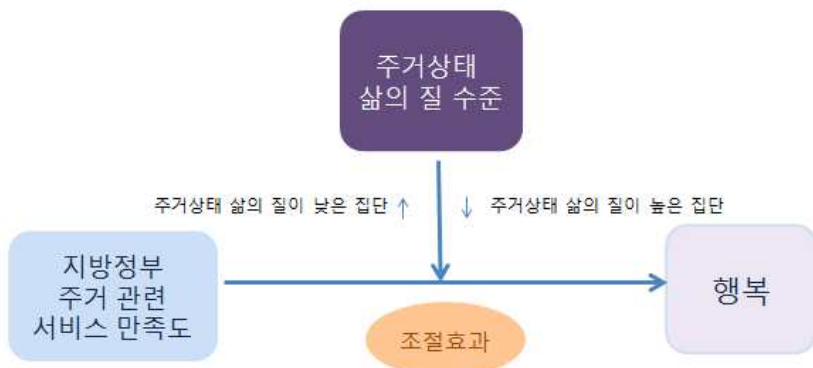 주거상태
삶의 질 수준
주거상태 삶의 질이 낮은 집단 ↑ ↓ 주거상태 삶의 질이 높은 집단
지방정부
주거 관련
서비스 만족도
행복
조절효과